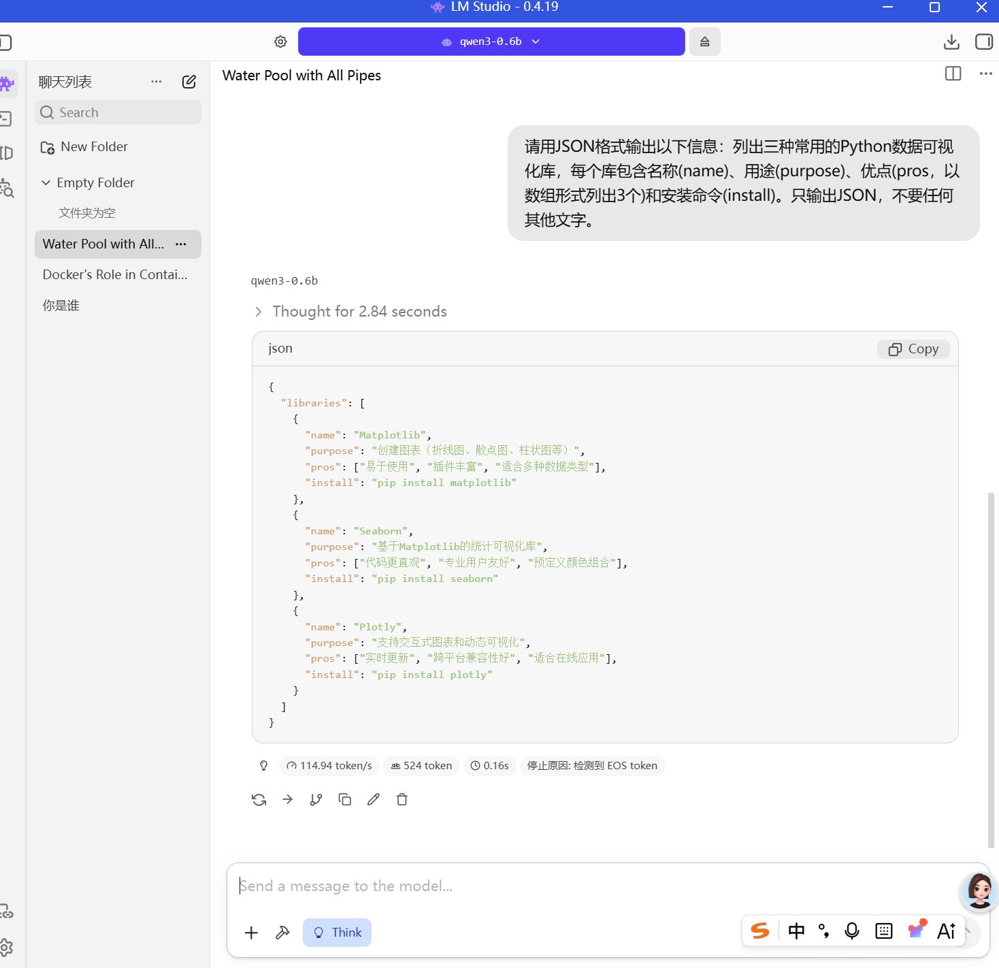 LM Studio - 0.4.19
qwen3-0.6b
聊天列表
Search
New Folder
Empty Folder
文件夹为空
Water Pool with All...
Docker's Role in Contai...
你是谁
Water Pool with All Pipes
请用JSON格式输出以下信息：列出三种常用的Python数据可视
化库，每个库包含名称(name)、用途(purpose)、优点(pros，以
数组形式列出3个)和安装命令(install)。只输出JSON，不要任何
其他文字。
qwen3-0.6b
Thought for 2.84 seconds
json
Copy
{
"libraries": [
{
"name": "Matplotlib",
"purpose": "创建图表（折线图、散点图、柱状图等）",
"pros": ["易于使用", "插件丰富", "适合多种数据类型"],
"install": "pip install matplotlib"
},
{
"name": "Seaborn",
"purpose": "基于Matplotlib的统计可视化库",
"pros": ["代码更直观", "专业用户友好", "预定义颜色组合"],
"install": "pip install seaborn"
},
{
"name": "Plotly",
"purpose": "支持交互式图表和动态可视化",
"pros": ["实时更新", "跨平台兼容性好", "适合在线应用"],
"install": "pip install plotly"
}
]
}
114.94 token/s
524 token
0.16s
停止原因: 检测到 EOS token
Send a message to the model...
Think
中
AI